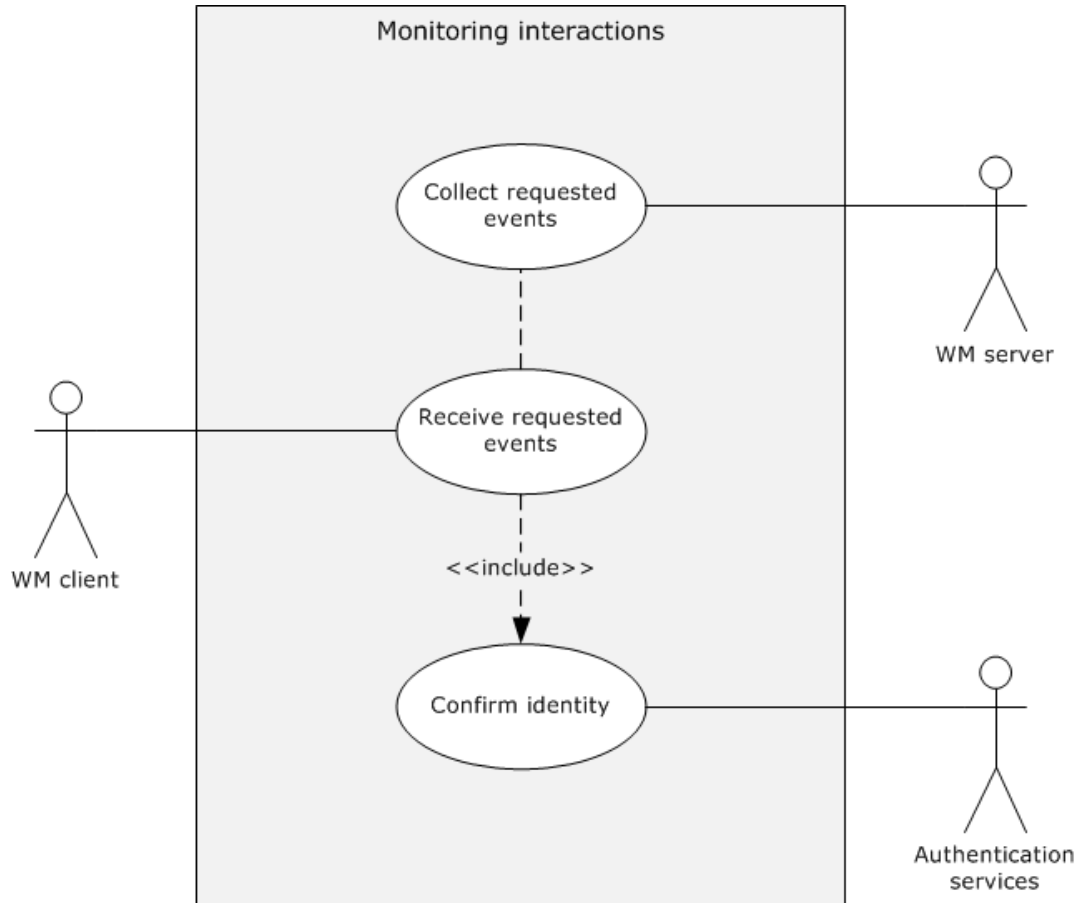 Monitoring interactions
Collect requested
events
WM server
Receive requested
events
WM client
<<include>>
Confirm identity
Authentication
services